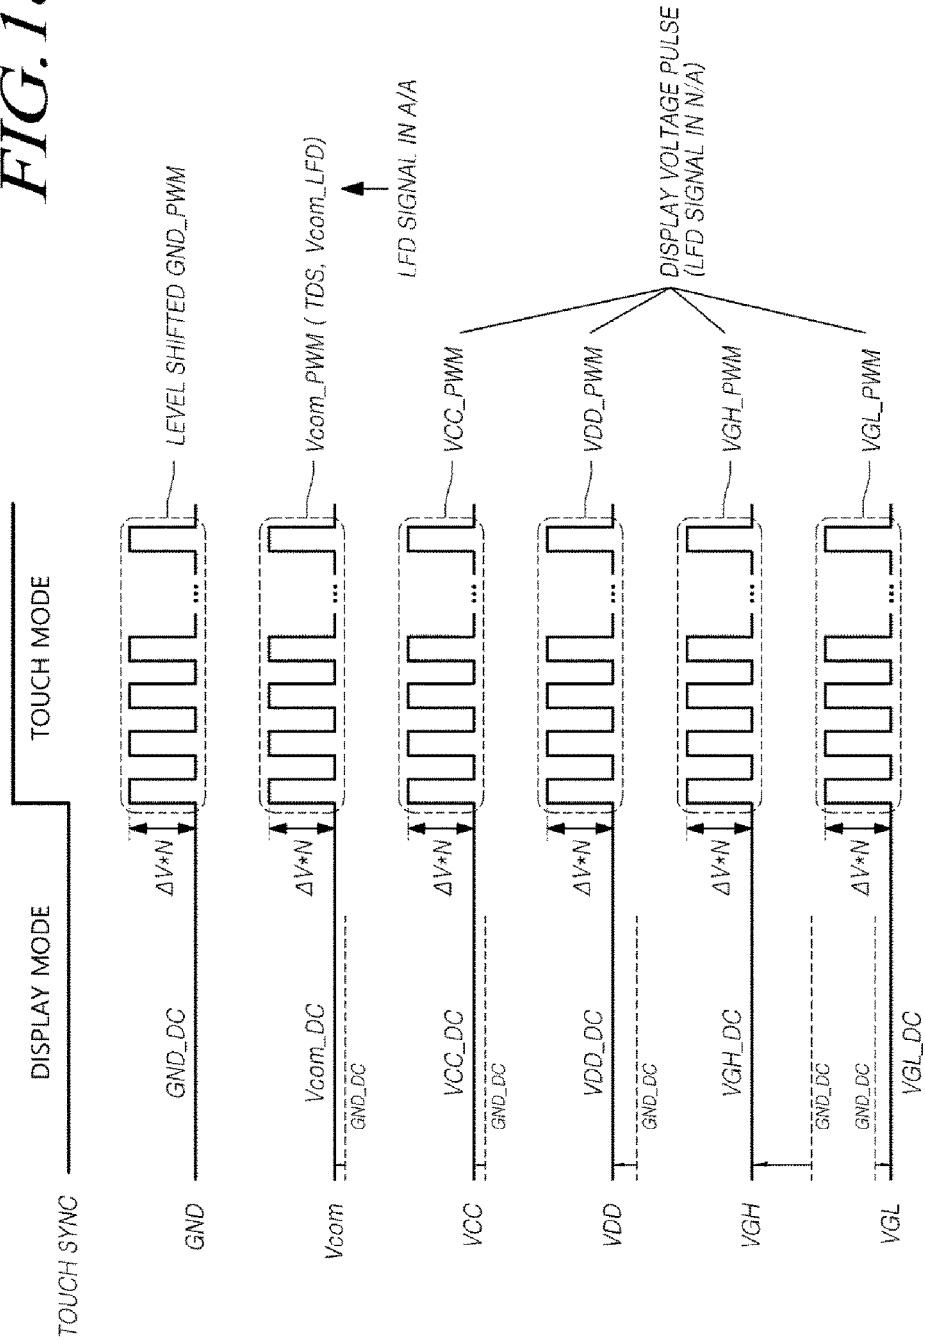 FIG.
DISPLAY MODE
TOUCH MODE
TOUCH SYNC
GND
GND_DC
ΔV*N
LEVEL SHIFTED GND_PWM
Vcom
Vcom_DC
GND_DC
ΔV*N
...
Vcom_PWM ( TDS, Vcom_LFD)
LFD SIGNAL IN A/A
VCC
VCC_DC
GND_DC
ΔV*N
...
VCC_PWM
VDD
VDD_DC
GND_DC
ΔV*N
...
VDD_PWM
DISPLAY VOLTAGE PULSE
(LFD SIGNAL IN N/A)
VGH
VGH_DC
GND_DC
ΔV*N
...
VGH_PWM
VGL
GND_DC
VGL_DC
ΔV*N
...
VGL_PWM